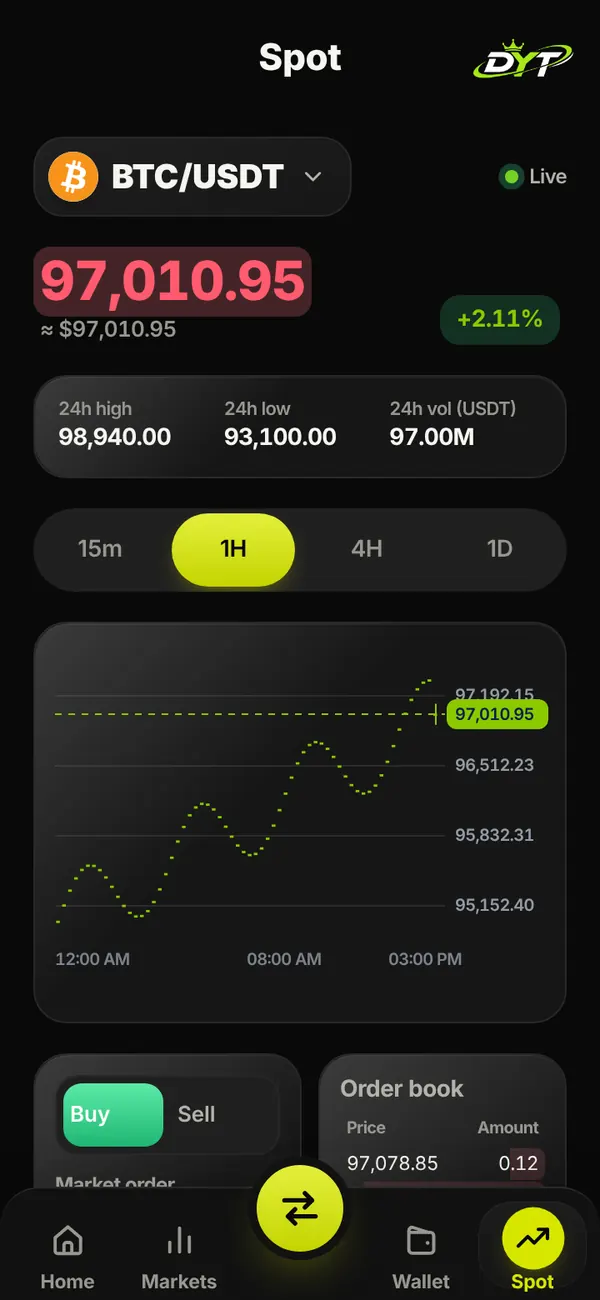 Spot
DYT
BTC/USDT
Live
97,010.95
≈ $97,010.95
+2.11%
24h high
24h low
24h vol (USDT)
98,940.00
93,100.00
97.00M
15m
1H
4H
1D
97,192.15
97,010.95
96,512.23
95,832.31
95,152.40
12:00 AM
08:00 AM
03:00 PM
Buy
Sell
Market order
Order book
Price
Amount
97,078.85
0.12
Home
Markets
Wallet
Spot